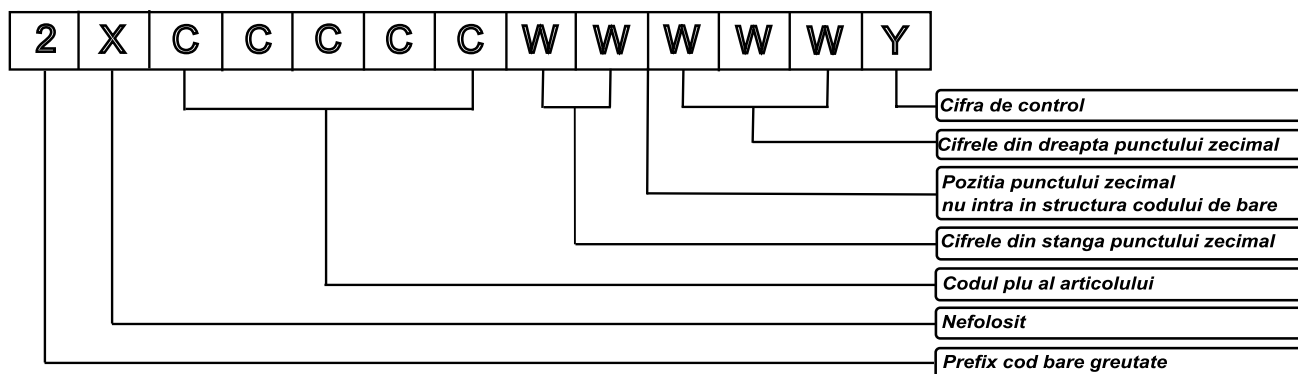 2 X C C C C C W W W W W Y
Cifra de control
Cifrele din dreapta punctului zecimal
Pozitia punctului zecimal
nu intra in structura codului de bare
Cifrele din stanga punctului zecimal
Codul plu al articolului
Nefolosit
Prefix cod bare greutate